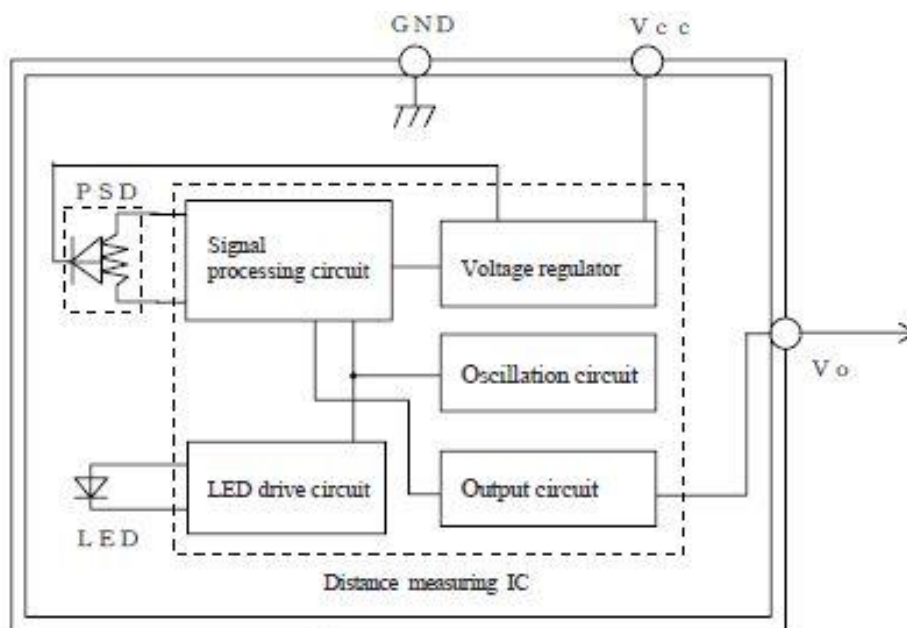 GND
Vcc
PSD
Signal
processing circuit
Voltage regulator
Oscillation circuit
Vo
LED drive circuit
Output circuit
LED
Distance measuring IC